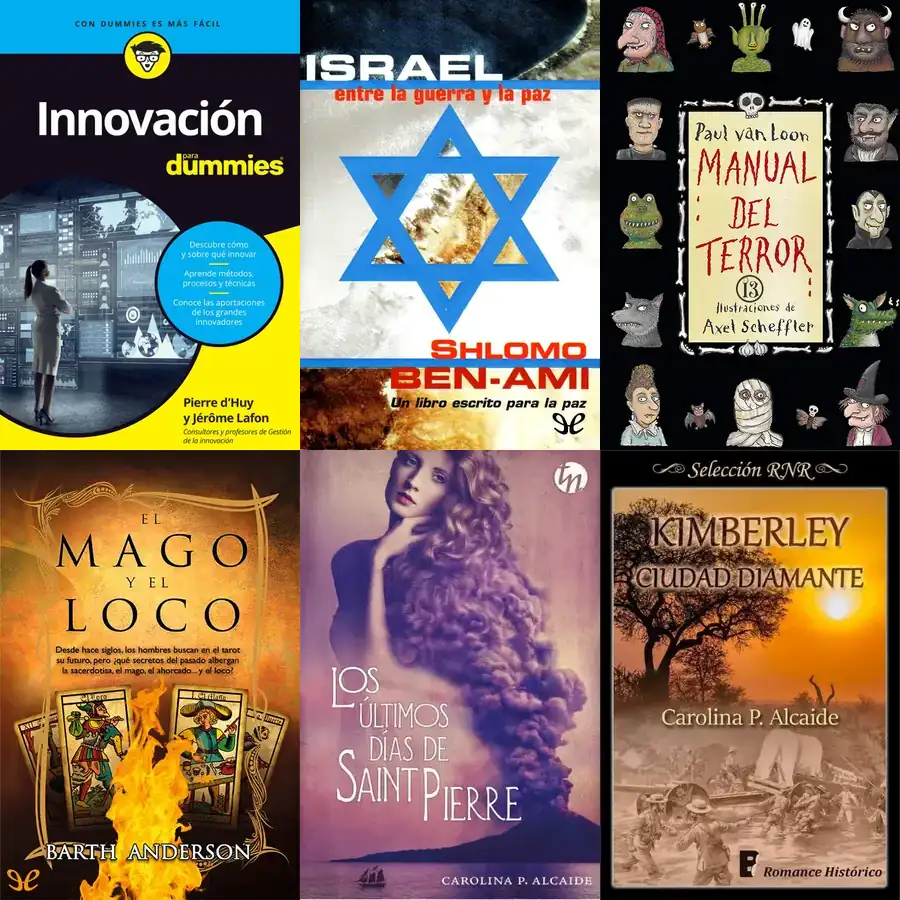 CON DUMMIES ES MÁS FÁCIL
Innovación
para
dummies
Descubre cómo
y sobre qué innovar
Aprende métodos,
procesos y técnicas
Conoce las aportaciones
de los grandes
innovadores
Pierre d’Huy
y Jérôme Lafon
Consultores y profesores de Gestión
de la innovación
ISRAEL
entre la guerra y la paz
SHLOMO
BEN-AMI
Un libro escrito para la paz
Paul van Loon
MANUAL
DEL
TERROR
13
Ilustraciones de
Axel Scheffler
EL
MAGO
Y EL
LOCO
Desde hace siglos, los hombres buscan en el tarot
su futuro, pero ¿qué secretos del pasado albergan
la sacerdotisa, el mago, el ahorcado... y el loco?
BARTH ANDERSON
tn
LOS
ÚLTIMOS
DÍAS DE
SAINT PIERRE
CAROLINA P. ALCAIDE
Selección RNR
KIMBERLEY
CIUDAD DIAMANTE
Carolina P. Alcaide
B
Romance Histórico